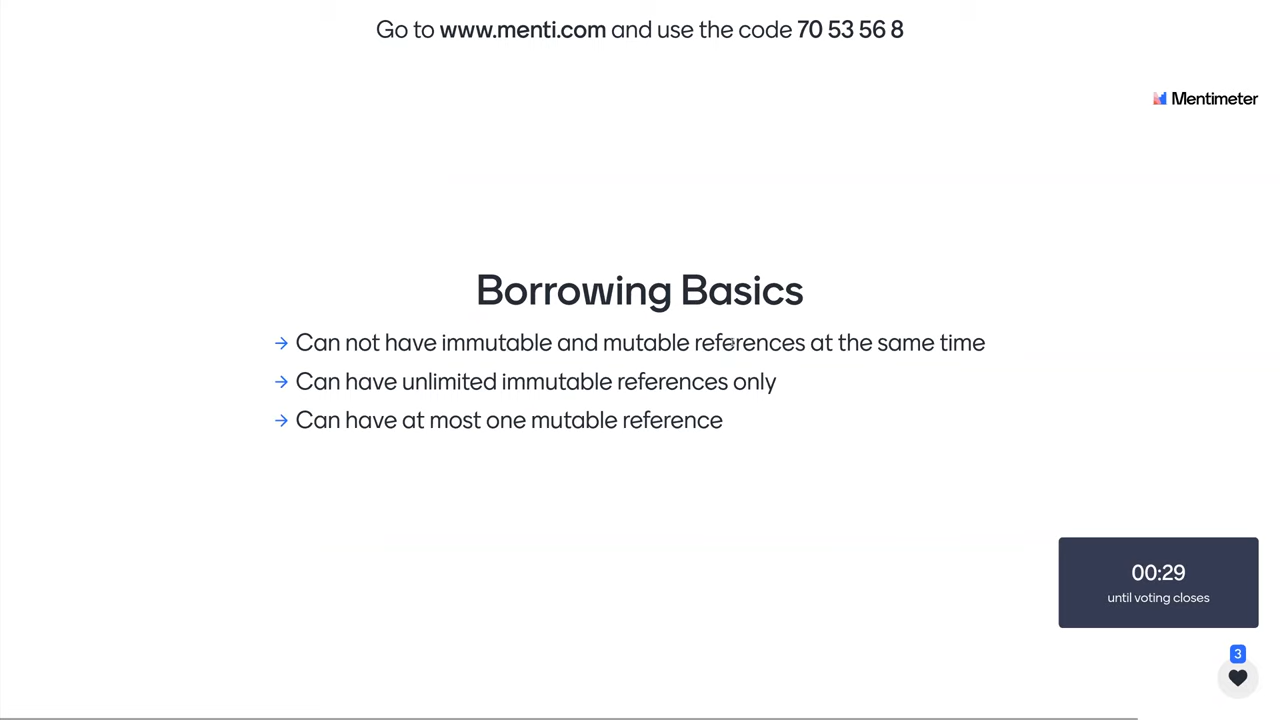 Go to www.menti.com and use the code 70 53 56 8
Mentimeter
Borrowing Basics
→ Can not have immutable and mutable references at the same time
→ Can have unlimited immutable references only
→ Can have at most one mutable reference
00:29
until voting closes
3